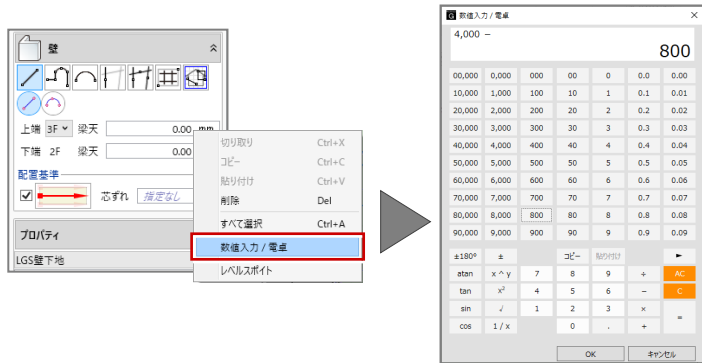 壁
上端 3F 梁天 0.00 mm
下端 2F 梁天 0.00
配置基準
芯ずれ 指定なし
プロパティ
LGS壁下地
切り取り Ctrl+X
コピー Ctrl+C
貼り付け Ctrl+V
削除 Del
すべて選択 Ctrl+A
数値入力 / 電卓
レベルスポイト
G 数値入力 / 電卓 ×
4,000 −
800
00,000 0,000 000 00 0 0.0 0.00
10,000 1,000 100 10 1 0.1 0.01
20,000 2,000 200 20 2 0.2 0.02
30,000 3,000 300 30 3 0.3 0.03
40,000 4,000 400 40 4 0.4 0.04
50,000 5,000 500 50 5 0.5 0.05
60,000 6,000 600 60 6 0.6 0.06
70,000 7,000 700 70 7 0.7 0.07
80,000 8,000 800 80 8 0.8 0.08
90,000 9,000 900 90 9 0.9 0.09
±180° ± コピー 貼り付け ►
atan x ^ y 7 8 9 ÷ AC
tan x² 4 5 6 − C
sin √ 1 2 3 × =
cos 1 / x 0 . +
OK キャンセル